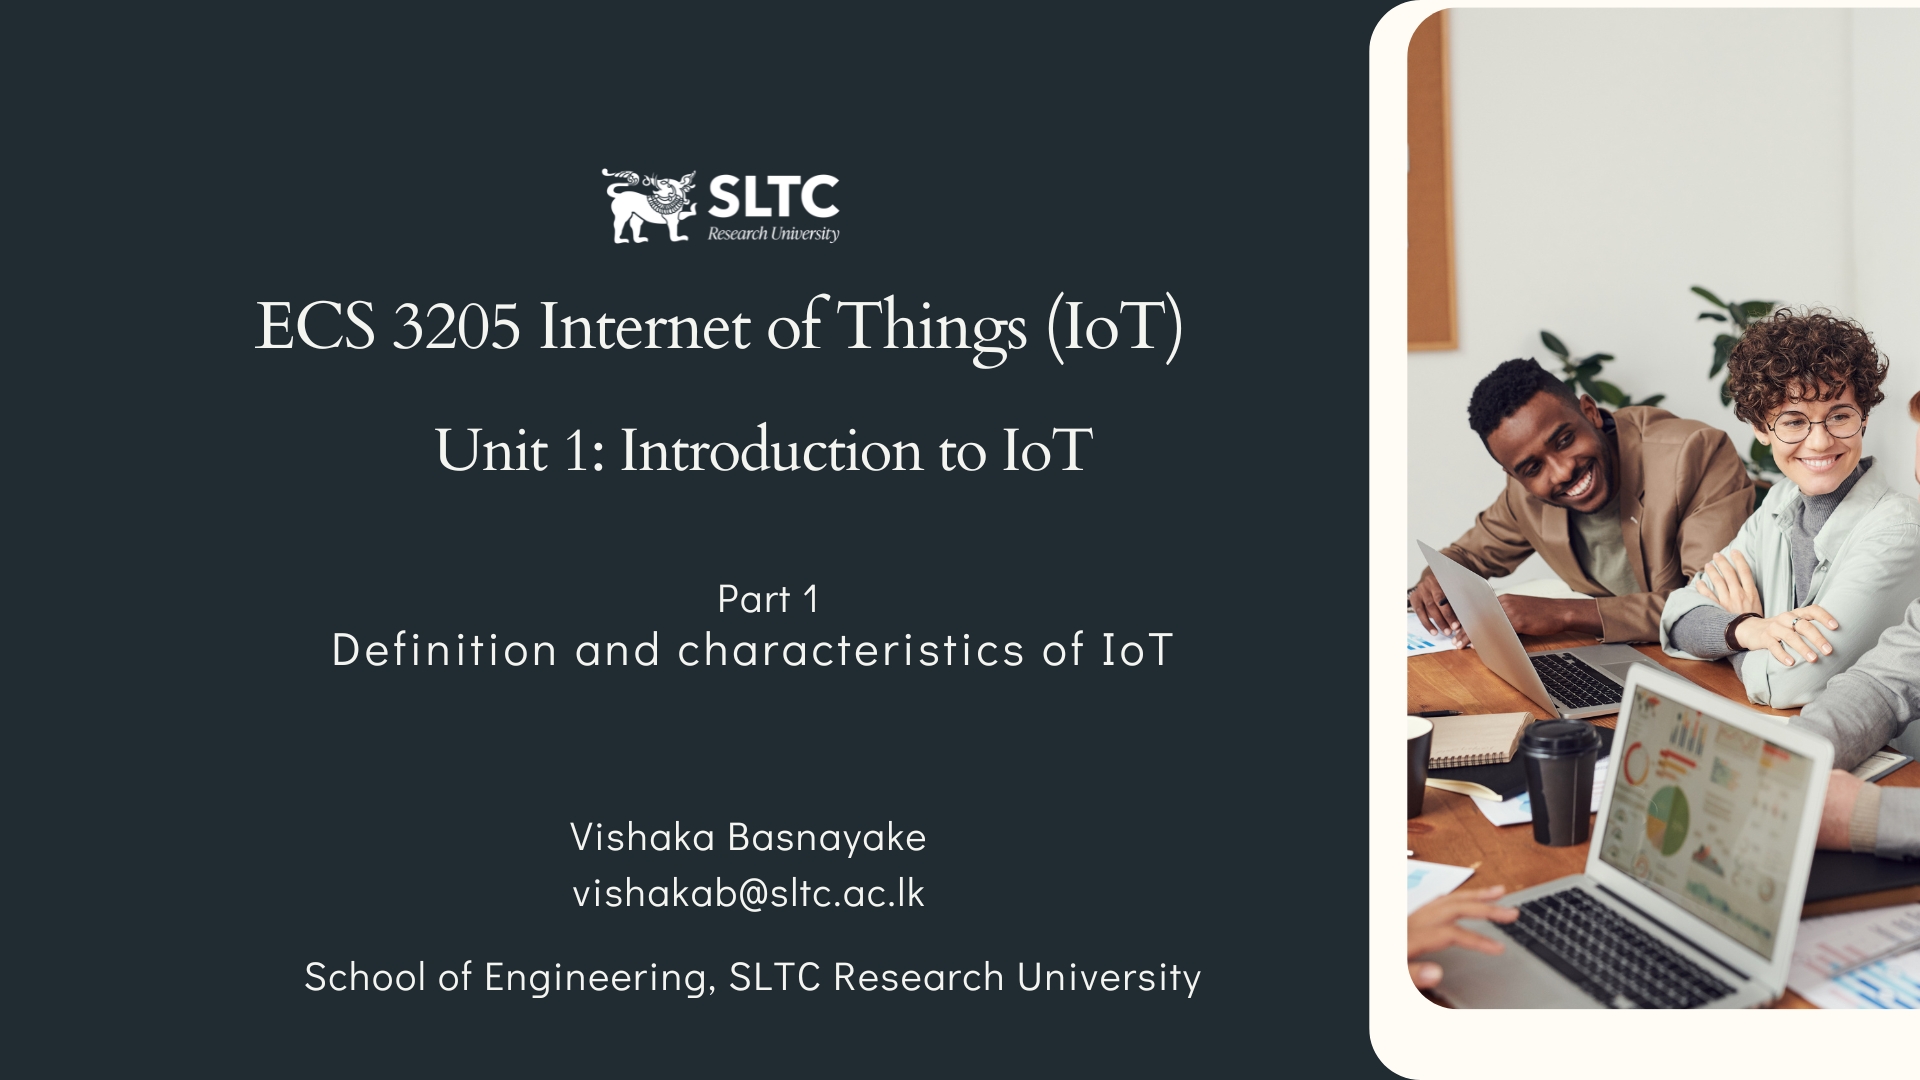 SLTC
Research University
ECS 3205 Internet of Things (IoT)
Unit 1: Introduction to IoT
Part 1
Definition and characteristics of IoT
Vishaka Basnayake
vishakab@sltc.ac.lk
School of Engineering, SLTC Research University